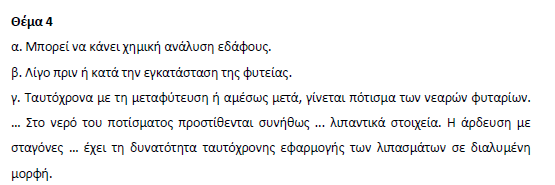 Θέμα 4
α. Μπορεί να κάνει χημική ανάλυση εδάφους.
β. Λίγο πριν ή κατά την εγκατάσταση της φυτείας.
γ. Ταυτόχρονα με τη μεταφύτευση ή αμέσως μετά, γίνεται πότισμα των νεαρών φυταρίων.
... Στο νερό του ποτίσματος προστίθενται συνήθως ... λιπαντικά στοιχεία. Η άρδευση με
σταγόνες ... έχει τη δυνατότητα ταυτόχρονης εφαρμογής των λιπασμάτων σε διαλυμένη
μορφή.